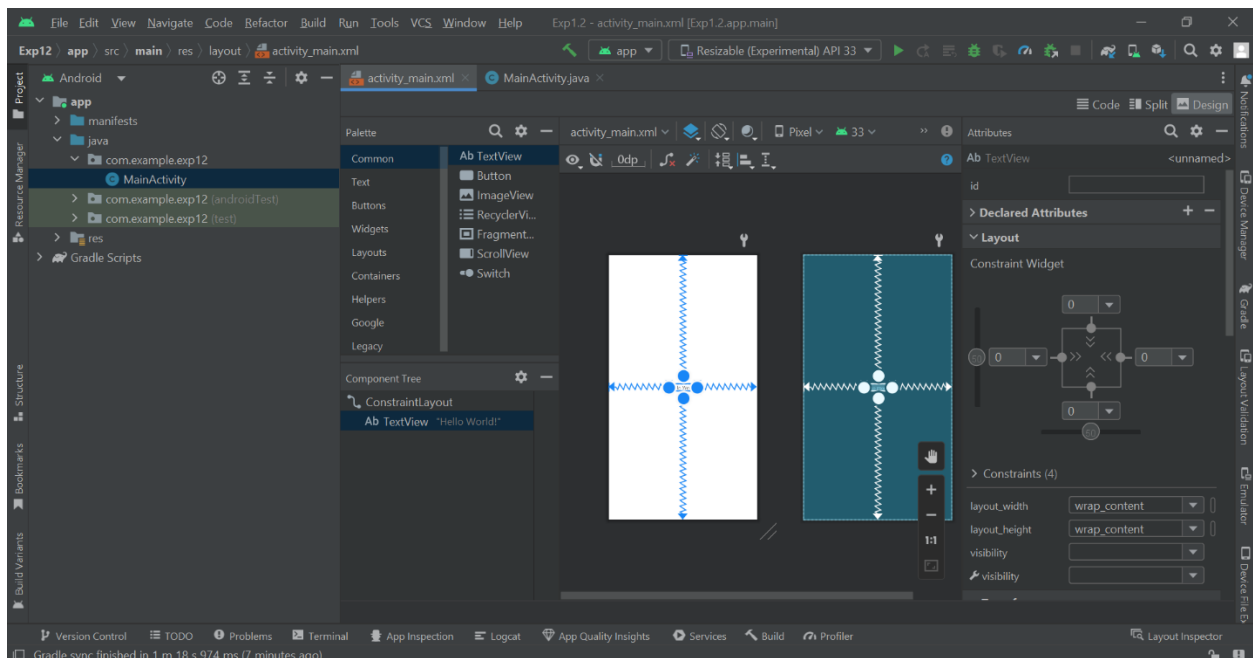 File Edit View Navigate Code Refactor Build Run Tools VCS Window Help Exp1.2 - activity_main.xml [Exp1.2.app.main]
Exp12 app src main res layout activity_main.xml app Resizable (Experimental) API 33
Android activity_main.xml MainActivity.java
Code Split Design
Project
Resource Manager
Structure
Bookmarks
Build Variants
app
manifests
java
com.example.exp12
MainActivity
com.example.exp12 (androidTest)
com.example.exp12 (test)
res
Gradle Scripts
Palette
Common
Text
Buttons
Widgets
Layouts
Containers
Helpers
Google
Legacy
Ab TextView
Button
ImageView
RecyclerVi...
Fragment...
ScrollView
Switch
Component Tree
ConstraintLayout
Ab TextView "Hello World!"
activity_main.xml Pixel 33 »
0dp
1:1
Attributes
Ab TextView <unnamed>
id
Declared Attributes
Layout
Constraint Widget
0
50 0 0
0
50
Constraints (4)
layout_width wrap_content
layout_height wrap_content
visibility
visibility
Notifications
Device Manager
Gradle
Layout Validation
Emulator
Device File Ex
Version Control TODO Problems Terminal App Inspection Logcat App Quality Insights Services Build Profiler Layout Inspector
Gradle sync finished in 1 m 18 s 974 ms (7 minutes ago)